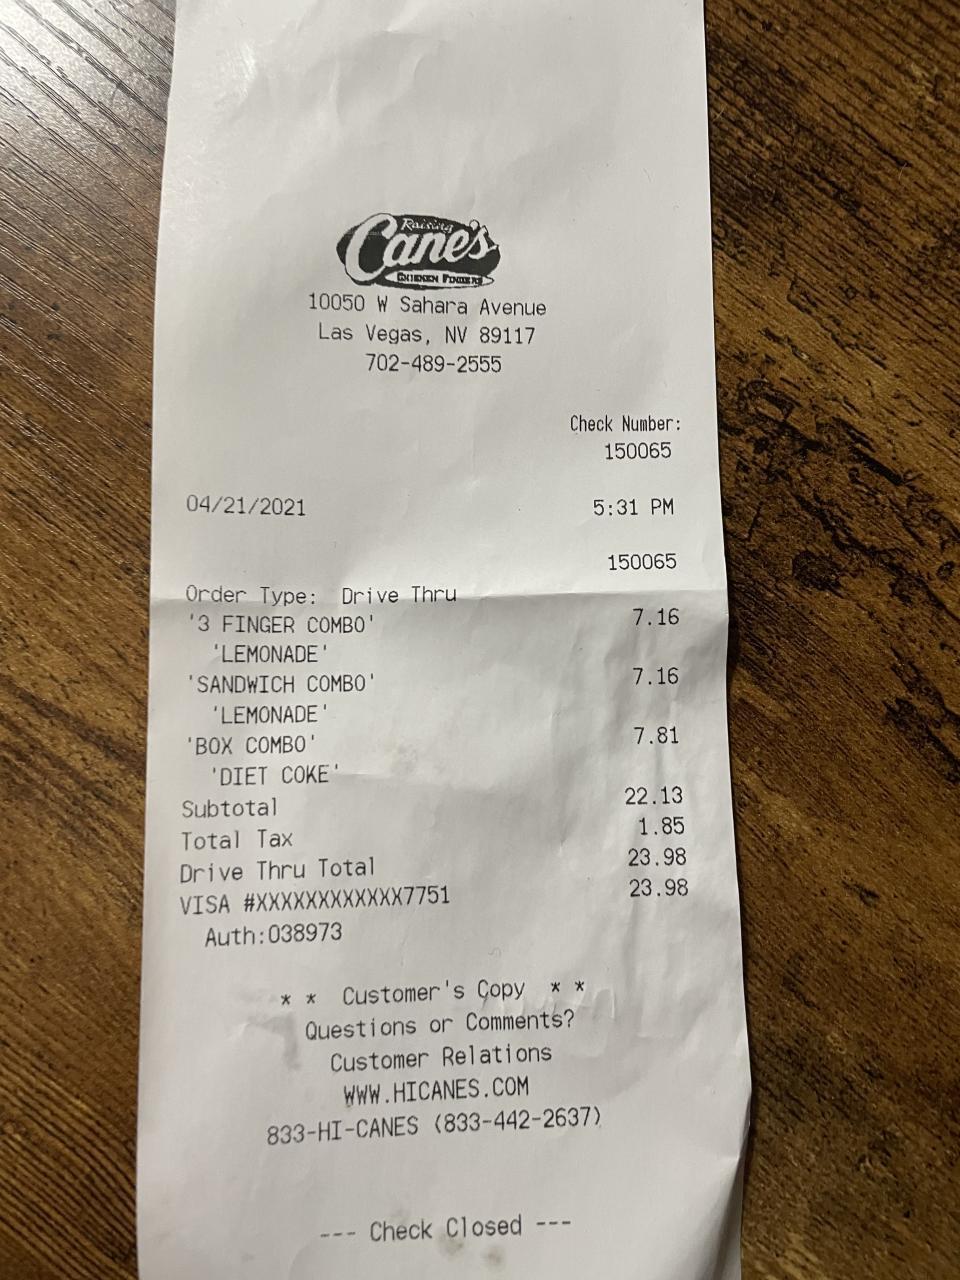 Raising
Cane's
CHICKEN FINGERS
10050 W Sahara Avenue
Las Vegas, NV 89117
702-489-2555
Check Number:
150065
04/21/2021 5:31 PM
150065
Order Type: Drive Thru
'3 FINGER COMBO' 7.16
'LEMONADE'
'SANDWICH COMBO' 7.16
'LEMONADE'
'BOX COMBO' 7.81
'DIET COKE'
Subtotal 22.13
Total Tax 1.85
Drive Thru Total 23.98
VISA #XXXXXXXXXXXX7751 23.98
Auth:038973
* * Customer's Copy * *
Questions or Comments?
Customer Relations
WWW.HICANES.COM
833-HI-CANES (833-442-2637)
--- Check Closed ---